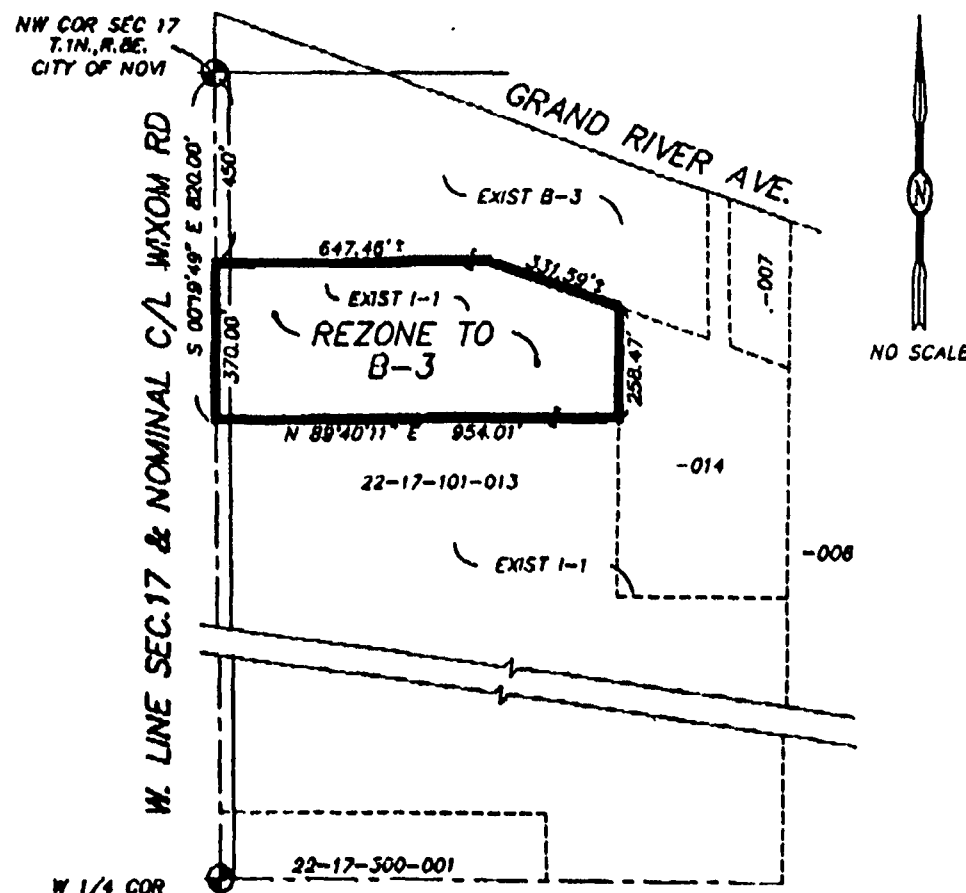 NW COR SEC 17
T.1N.,R.8E.
CITY OF NOVI
GRAND RIVER AVE.
N
NO SCALE
W. LINE SEC.17 & NOMINAL C/L WIXOM RD
S 00°19'49" E 820.00'
450'
EXIST B-3
-007
647.46'±
331.59'±
EXIST I-1
REZONE TO
B-3
370.00'
258.47'
N 89°40'11" E 954.01'
22-17-101-013
-014
EXIST I-1
-006
22-17-300-001
W 1/4 COR